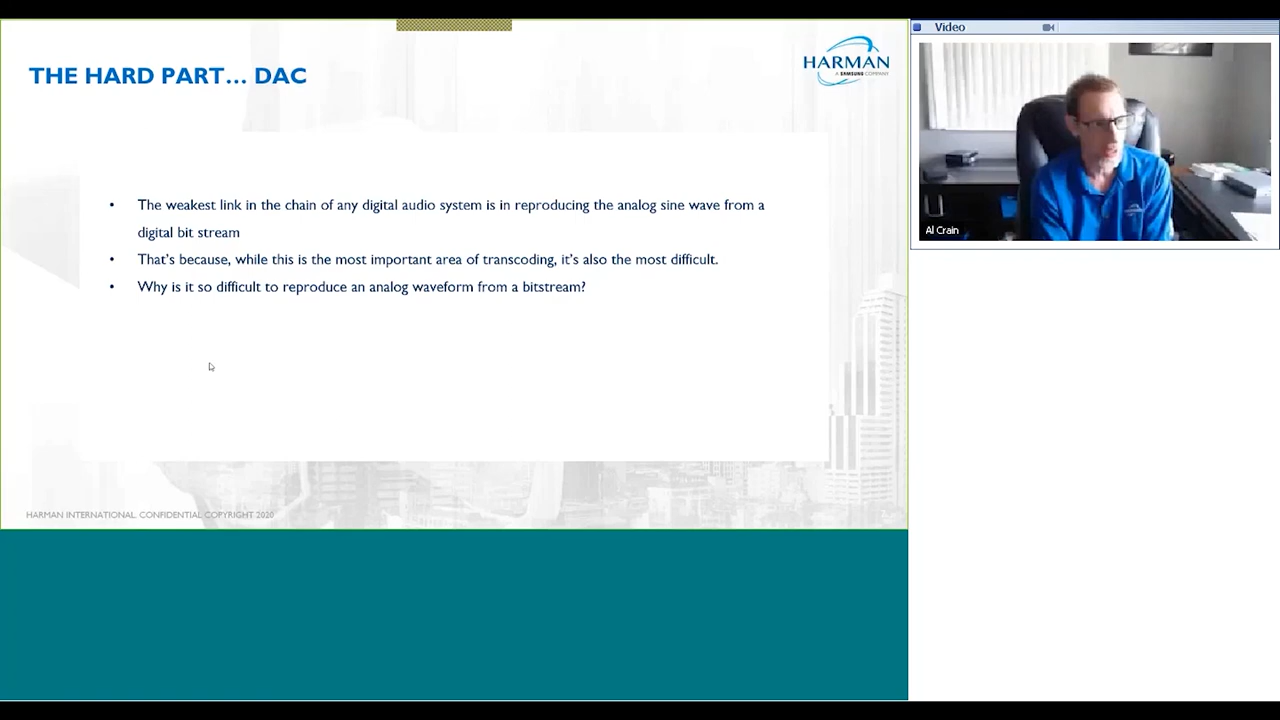 THE HARD PART... DAC
HARMAN
A SAMSUNG COMPANY
• The weakest link in the chain of any digital audio system is in reproducing the analog sine wave from a
digital bit stream
• That's because, while this is the most important area of transcoding, it's also the most difficult.
• Why is it so difficult to reproduce an analog waveform from a bitstream?
HARMAN INTERNATIONAL. CONFIDENTIAL. COPYRIGHT 2020
Video
Al Crain